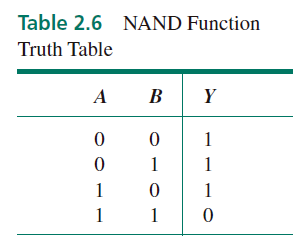 Table 2.6 NAND Function
Truth Table
A B Y
0 0 1
0 1 1
1 0 1
1 1 0